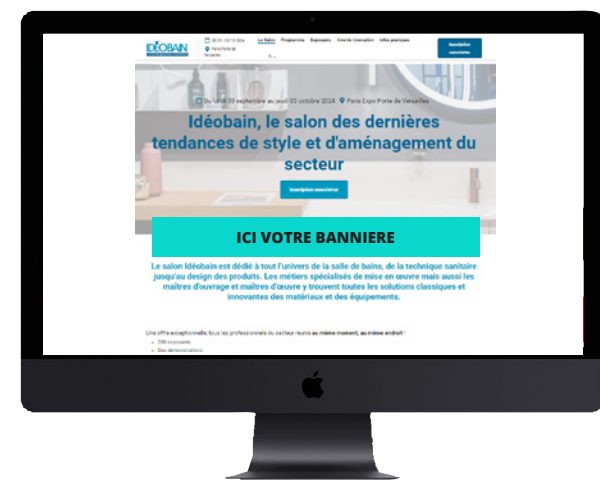 IDÉOBAIN
Le Salon Programme Exposants Infos pratiques
Inscription
newsletter
Du lundi 30 septembre au jeudi 03 octobre 2024 Paris Expo Porte de Versailles
Idéobain, le salon des dernières
tendances de style et d'aménagement du
secteur
Inscription newsletter
ICI VOTRE BANNIERE
Le salon Idéobain est dédié à tout l'univers de la salle de bains, de la technique sanitaire
jusqu'au design des produits. Les métiers spécialisés de mise en œuvre mais aussi les
maîtres d'ouvrage et maîtres d'œuvre y trouvent toutes les solutions classiques et
innovantes des matériaux et des équipements.
Une offre exceptionnelle, tous les professionnels du secteur réunis au même moment, au même endroit !
exposants
Des démonstrations